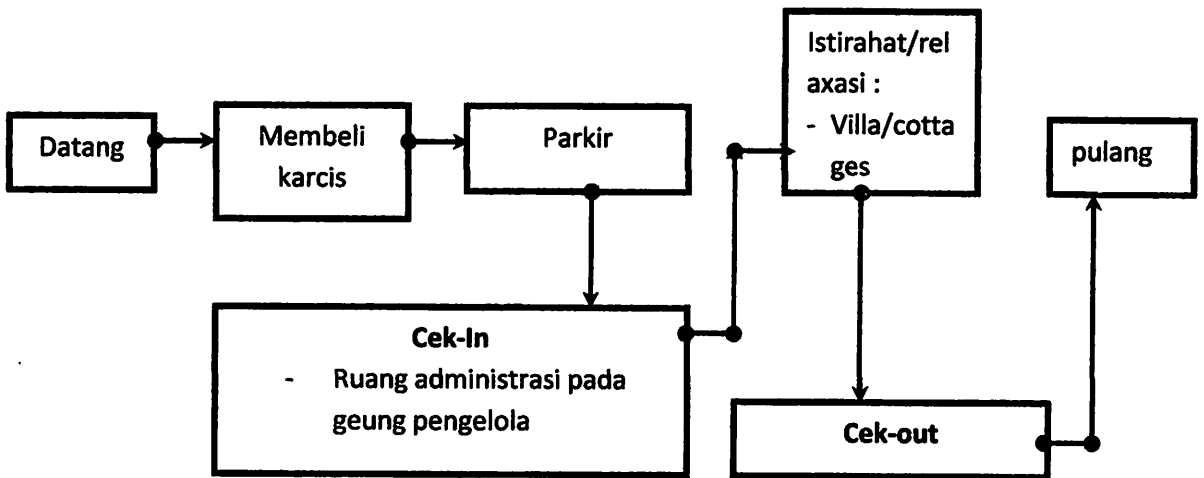 Datang
Membeli
karcis
Parkir
Cek-In
- Ruang administrasi pada
geung pengelola
Istirahat/rel
axasi :
- Villa/cotta
ges
Cek-out
pulang